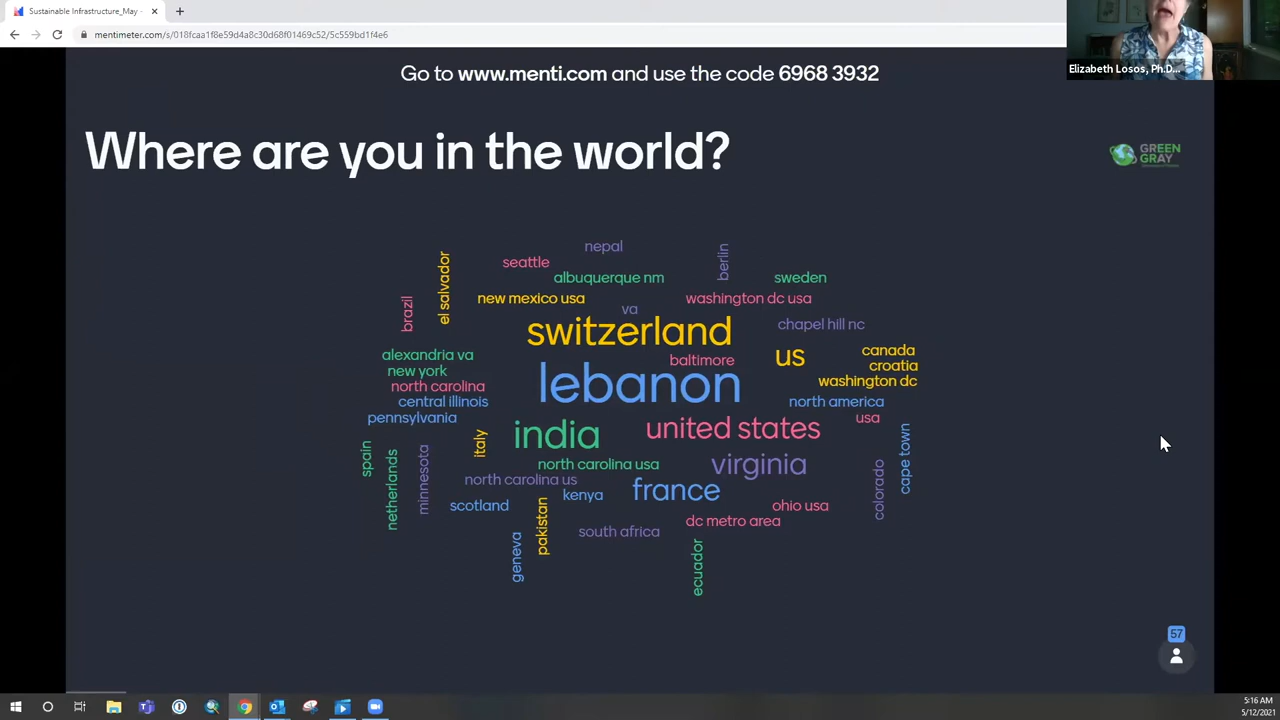 Sustainable Infrastructure_May -
mentimeter.com/s/018fcaa1f8e59d4a8c30d68f01469c52/5c559bd1f4e6
Elizabeth Losos, Ph.D...
Go to www.menti.com and use the code 6968 3932
Where are you in the world?
GREEN
GRAY
nepal
berlin
seattle
el salvador
albuquerque nm
sweden
brazil
new mexico usa
washington dc usa
va
chapel hill nc
switzerland
alexandria va
baltimore
us
canada
new york
croatia
lebanon
north carolina
washington dc
central illinois
north america
pennsylvania
usa
india
united states
cape town
spain
italy
netherlands
minnesota
north carolina usa
virginia
colorado
north carolina us
france
scotland
kenya
ohio usa
pakistan
south africa
dc metro area
geneva
ecuador
57
5:16 AM
5/12/2021